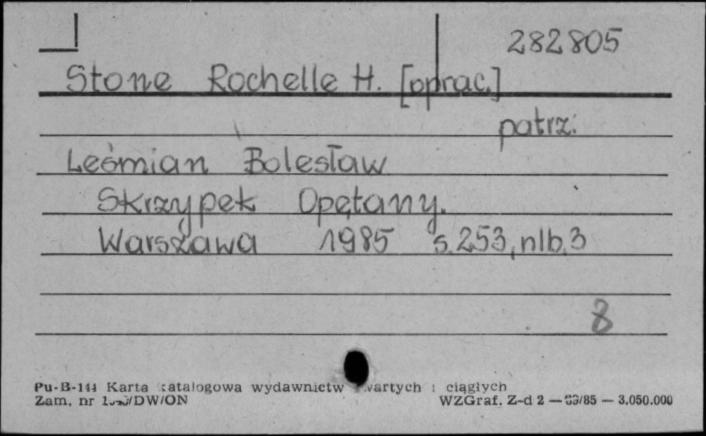 282805
Stone Rochelle H. [oprac.]
patrz:
Leśmian Bolesław
Skrzypek Opętany.
Warszawa 1985 s. 253, nlb. 3
8
Pu-B-144 Karta katalogowa wydawnictw zwartych i ciągłych
Zam. nr /DW/ON WZGraf. Z-d 2 — /85 — 3.050.000